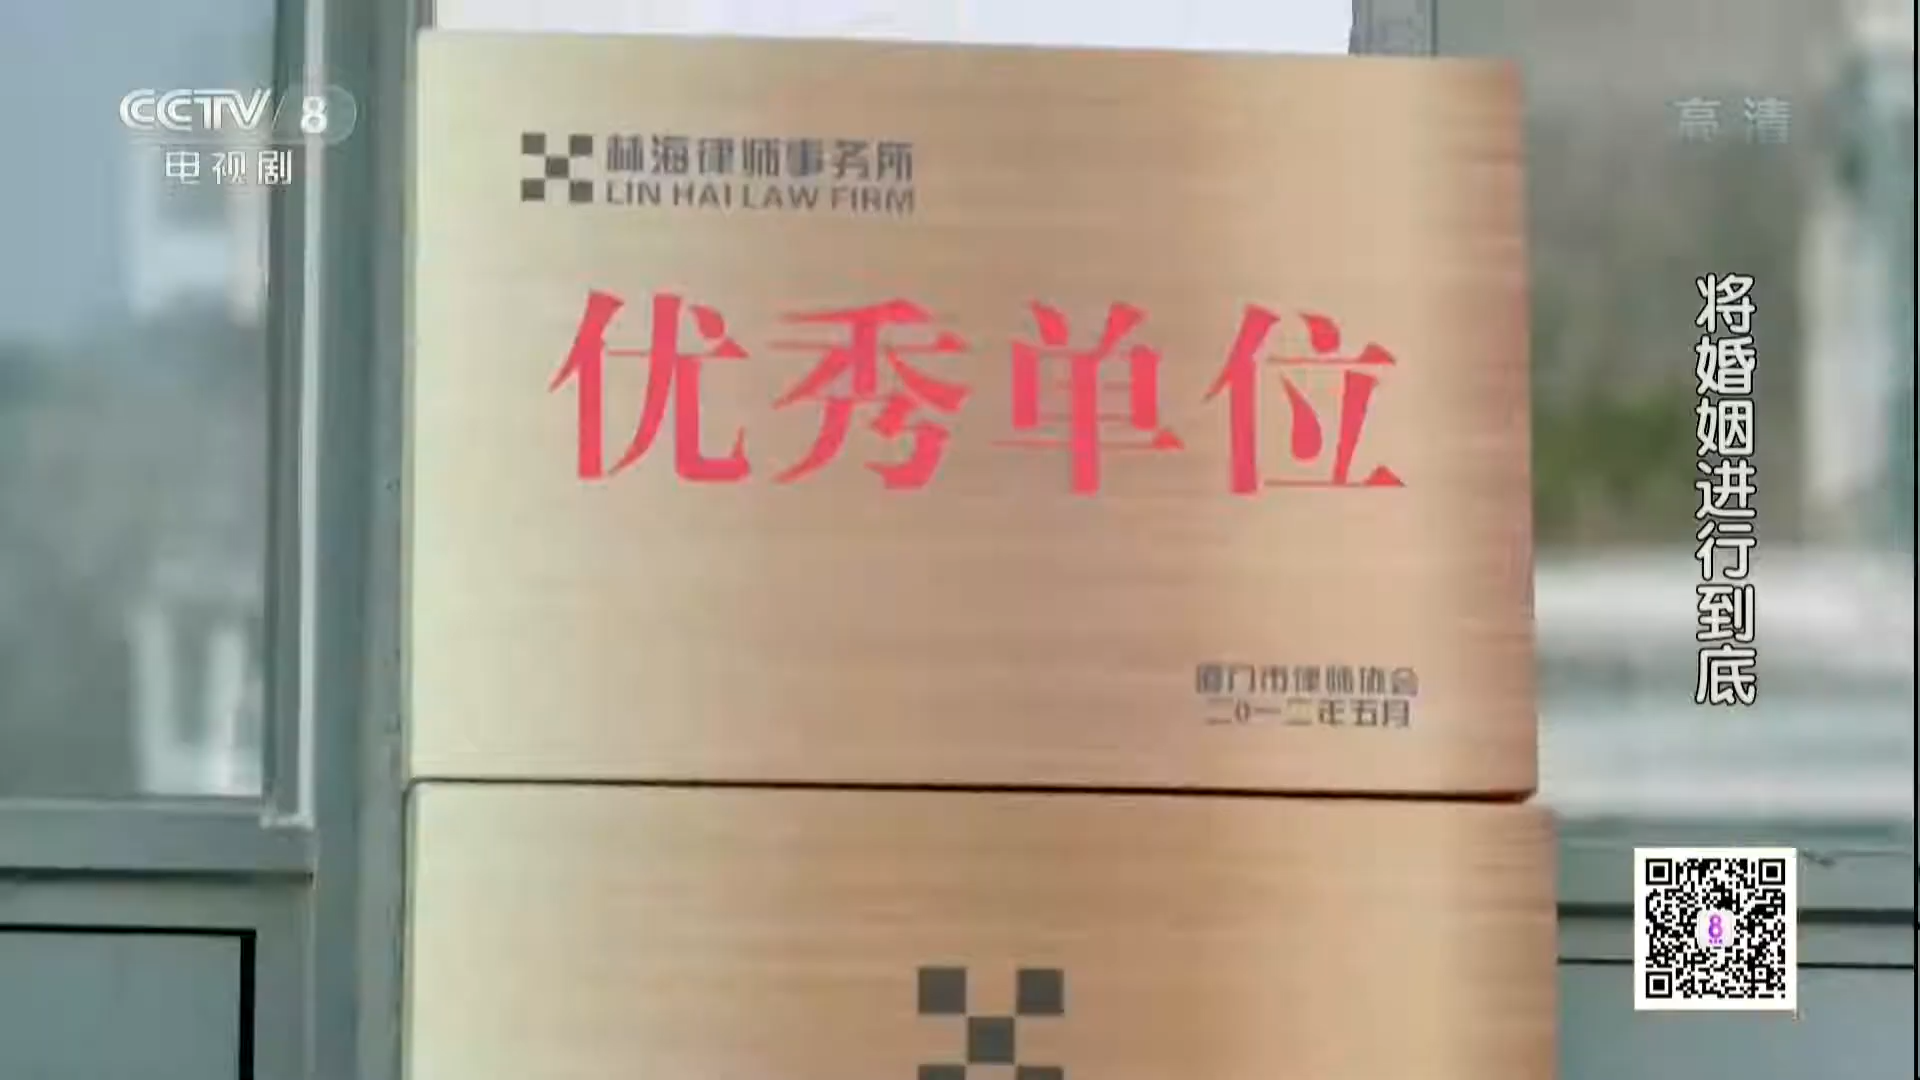 CCTV 8
电视剧
高清
林海律师事务所
LIN HAI LAW FIRM
优秀单位
厦门市律师协会
二0一二年五月
将婚姻进行到底
8